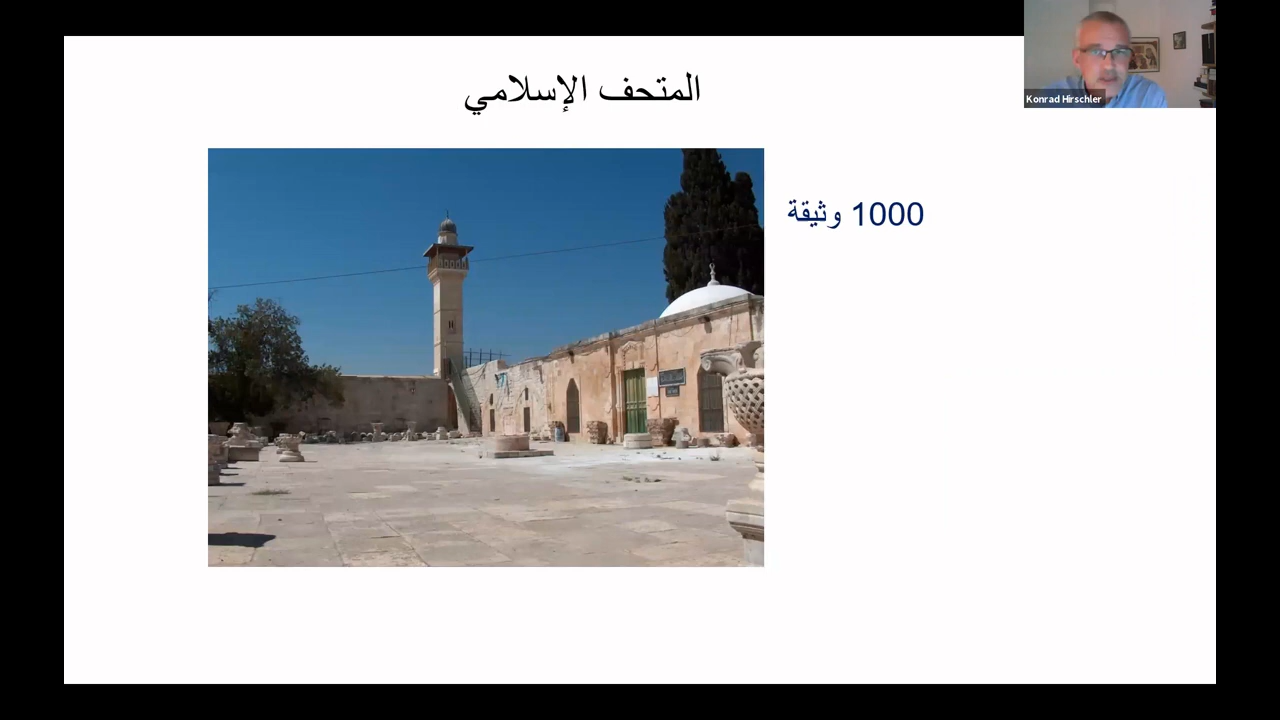 المتحف الإسلامي
1000 وثيقة
Konrad Hirschler